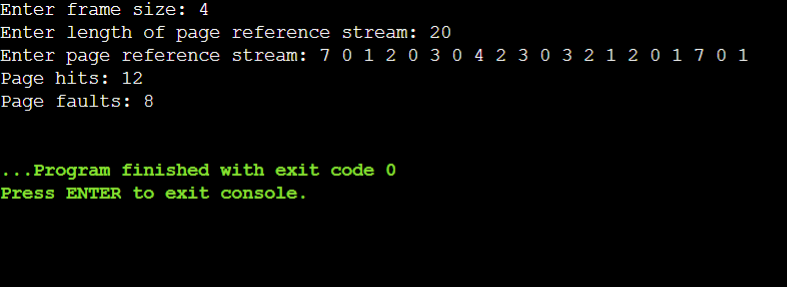 Enter frame size: 4
Enter length of page reference stream: 20
Enter page reference stream: 7 0 1 2 0 3 0 4 2 3 0 3 2 1 2 0 1 7 0 1
Page hits: 12
Page faults: 8
...Program finished with exit code 0
Press ENTER to exit console.